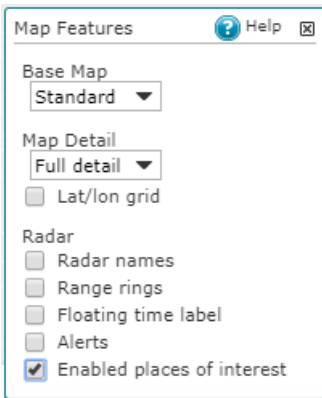 Map Features Help
Base Map
Standard
Map Detail
Full detail
Lat/lon grid
Radar
Radar names
Range rings
Floating time label
Alerts
Enabled places of interest